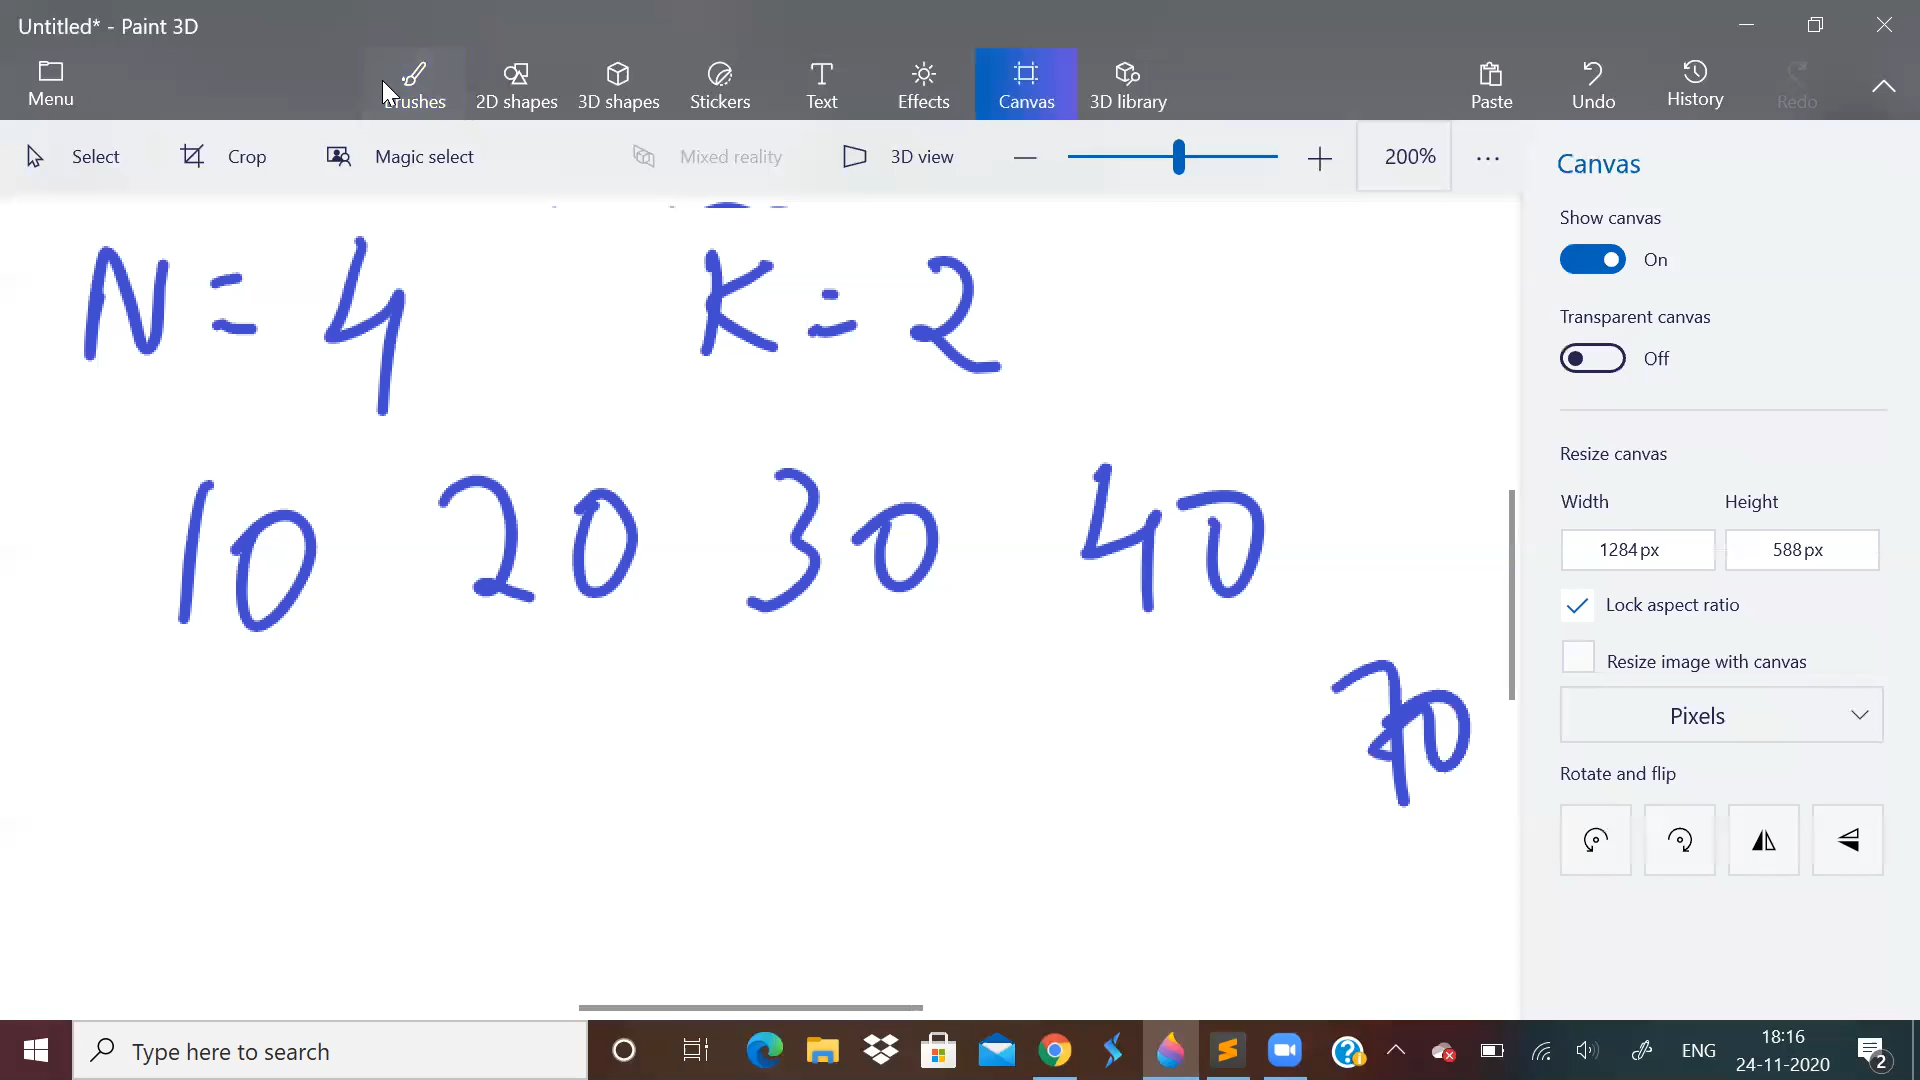 Untitled* - Paint 3D
Menu
Brushes
2D shapes
3D shapes
Stickers
Text
Effects
Canvas
3D library
Paste
Undo
History
Redo
Select
Crop
Magic select
Mixed reality
3D view
200%
Canvas
Show canvas
On
Transparent canvas
Off
Resize canvas
Width Height
1284 px 588 px
Lock aspect ratio
Resize image with canvas
Pixels
Rotate and flip
N = 4 K = 2
10 20 30 40
70
Type here to search
ENG
18:16
24-11-2020
2